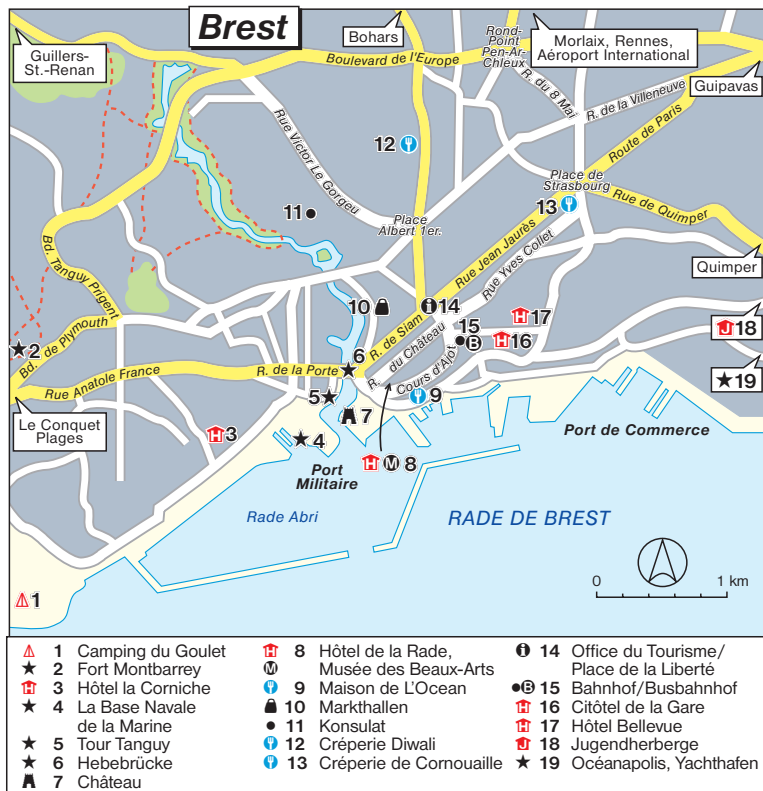 Brest
Guillers-
St.-Renan
Bohars
Rond-
Point
Pen-Ar-
Chleux
Morlaix, Rennes,
Aéroport International
Guipavas
Boulevard de l'Europe
R. du 8 Mai
R. de la Villeneuve
Route de Paris
Rue Victor Le Gorgeu
12
Place de
Strasbourg
13
Rue de Quimper
11
Place
Albert 1er.
Rue Jean Jaurès
Rue Yves Collet
Quimper
Bd. Tanguy Prigent
Bd. de Plymouth
2
10
14
17
18
15
B
16
R. de Siam
R. du Château
Cours d'Ajot
6
R. de la Porte
Rue Anatole France
19
5
7
9
Le Conquet
Plages
3
4
Port de Commerce
Port
Militaire
M 8
Rade Abri
RADE DE BREST
0 1 km
1
1 Camping du Goulet
2 Fort Montbarrey
3 Hôtel la Corniche
4 La Base Navale
de la Marine
5 Tour Tanguy
6 Hebebrücke
7 Château
8 Hôtel de la Rade,
M Musée des Beaux-Arts
9 Maison de L'Ocean
10 Markthallen
11 Konsulat
12 Créperie Diwali
13 Créperie de Cornouaille
14 Office du Tourisme/
Place de la Liberté
B 15 Bahnhof/Busbahnhof
16 Citôtel de la Gare
17 Hôtel Bellevue
18 Jugendherberge
19 Océanapolis, Yachthafen